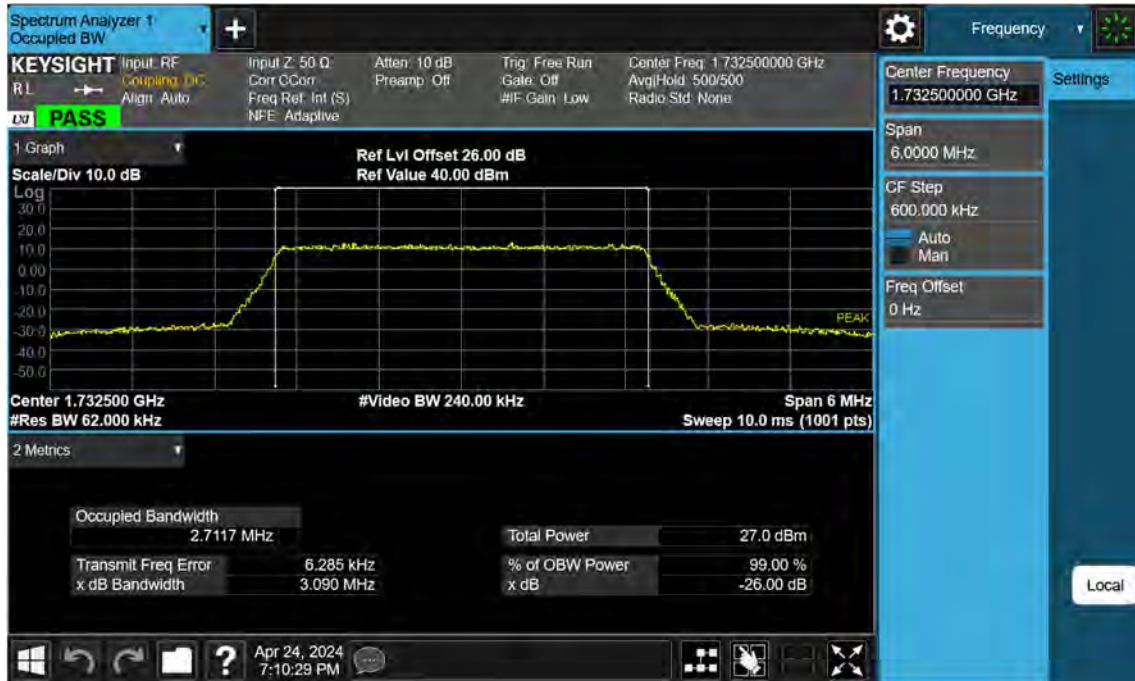 Spectrum Analyzer 1
Occupied BW
+
Frequency
KEYSIGHT
RL
LXI
PASS
Input: RF
Coupling: DC
Align: Auto
Input Z: 50 Ω
Corr CCorr
Freq Ref: Int (S)
NFE: Adaptive
Atten: 10 dB
Preamp: Off
Trig: Free Run
Gate: Off
#IF Gain: Low
Center Freq: 1.732500000 GHz
Avg|Hold: 500/500
Radio Std: None
1 Graph
Scale/Div 10.0 dB
Ref Lvl Offset 26.00 dB
Ref Value 40.00 dBm
Log
30.0
20.0
10.0
0.00
-10.0
-20.0
-30.0
-40.0
-50.0
PEAK
Center 1.732500 GHz
#Res BW 62.000 kHz
#Video BW 240.00 kHz
Span 6 MHz
Sweep 10.0 ms (1001 pts)
2 Metrics
Occupied Bandwidth
2.7117 MHz
Transmit Freq Error 6.285 kHz
x dB Bandwidth 3.090 MHz
Total Power 27.0 dBm
% of OBW Power 99.00 %
x dB -26.00 dB
?
Apr 24, 2024
7:10:29 PM
Center Frequency
1.732500000 GHz
Span
6.0000 MHz
CF Step
600.000 kHz
Auto
Man
Freq Offset
0 Hz
Settings
Local